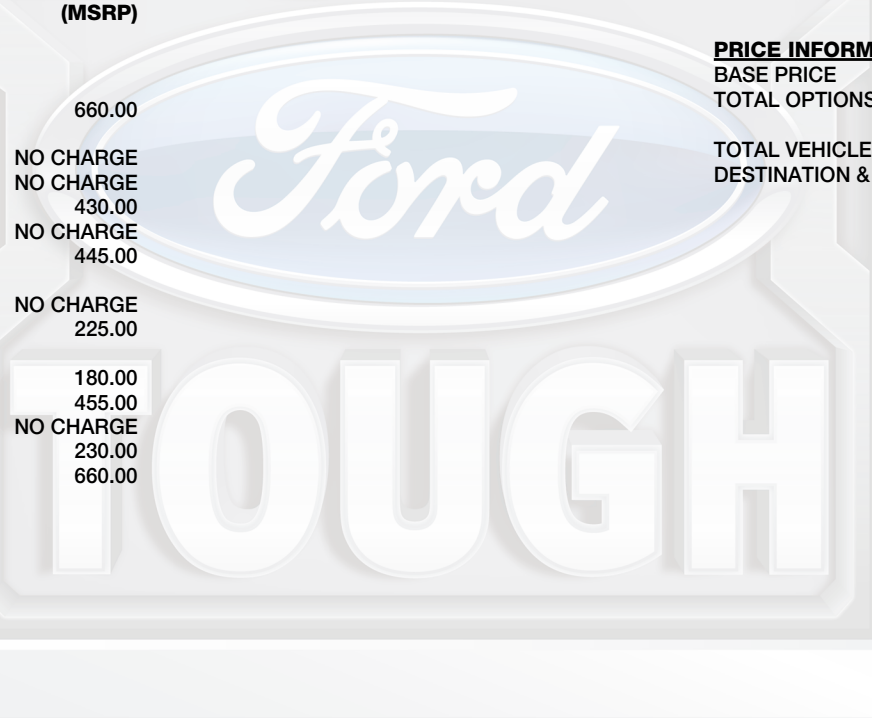 (MSRP)
660.00
NO CHARGE
NO CHARGE
430.00
NO CHARGE
445.00
NO CHARGE
225.00
180.00
455.00
NO CHARGE
230.00
660.00
PRICE INFORM
BASE PRICE
TOTAL OPTIONS
TOTAL VEHICLE
DESTINATION &
Ford
TOUGH